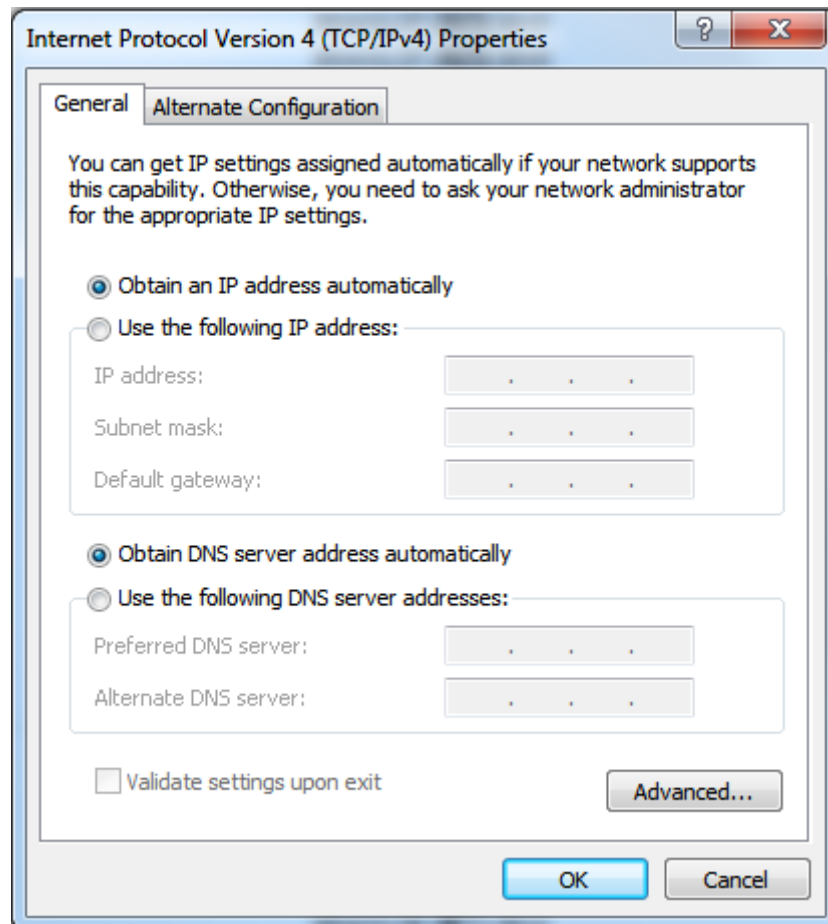 Internet Protocol Version 4 (TCP/IPv4) Properties
General
Alternate Configuration
You can get IP settings assigned automatically if your network supports
this capability. Otherwise, you need to ask your network administrator
for the appropriate IP settings.
Obtain an IP address automatically
Use the following IP address:
IP address:
Subnet mask:
Default gateway:
Obtain DNS server address automatically
Use the following DNS server addresses:
Preferred DNS server:
Alternate DNS server:
Validate settings upon exit
Advanced...
OK
Cancel